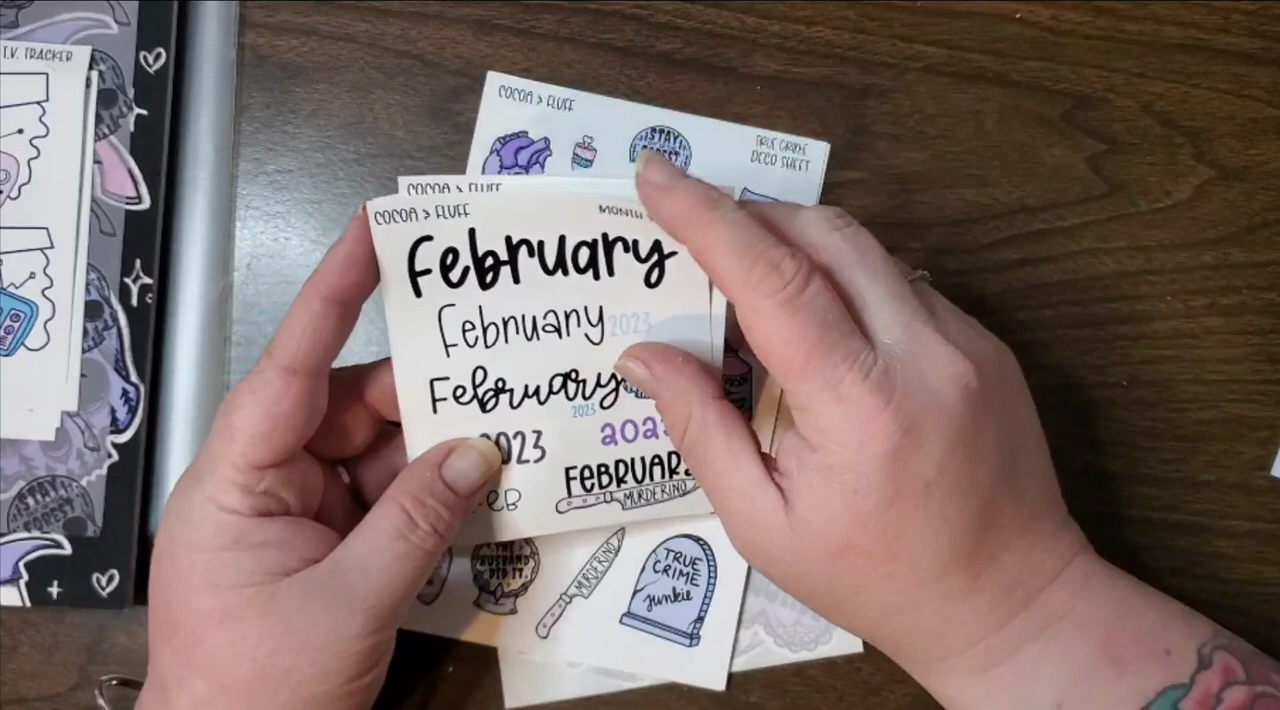 T.V. TRACKER
COCOA & FLUFF
TRUE CRIME
DECO SHEET
STAY
FOREST
COCOA & FLUFF
COCOA & FLUFF
MONTH
February
February 2023
February
2023
2023
2023
FEBRUARY
MURDERINO
FEB
THE
HUSBAND
DID IT.
MURDERINO
TRUE
CRIME
junkie
STAY
FOREST